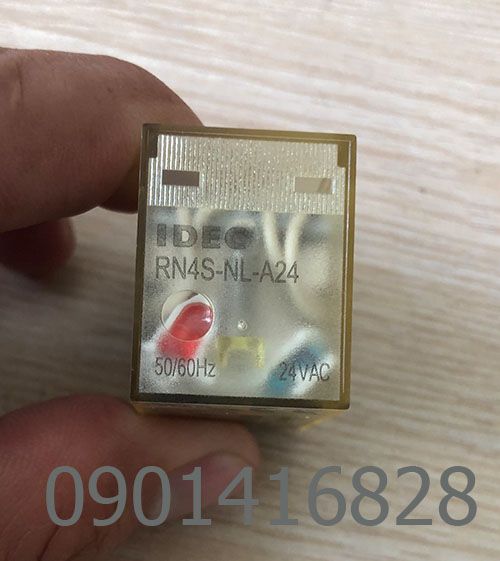 IDEC
RN4S-NL-A24
50/60Hz 24VAC
0901416828